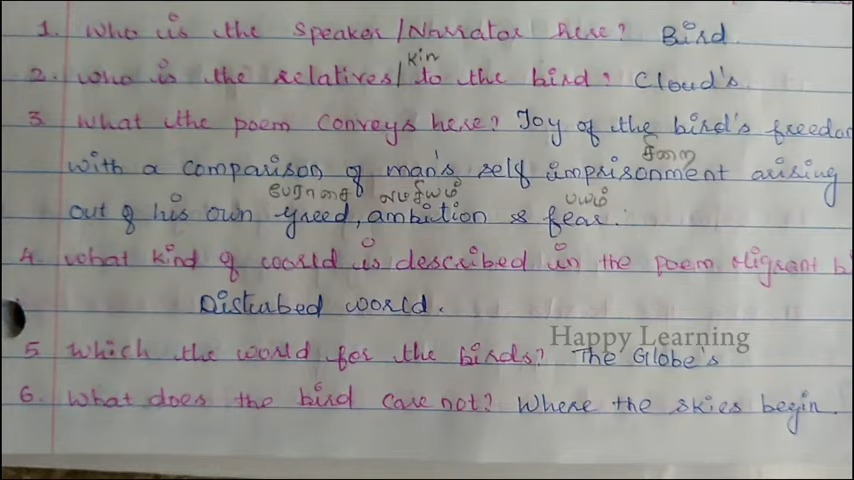 1. Who is the speaker/Narrator here? Bird
kin
2. who is the relatives/ to the bird? Cloud's.
3 What the poem conveys here? Joy of the bird's freedom
சிறை
with a comparison of man's self imprisonment arising
பேராசை பயம்
out of his own greed, ambition & fear.
4. What kind of world is described in the poem Migrant b
Disturbed world.
Happy Learning
5 Which the world for the birds? The Globe's
6. What does the bird care not? Where the skies begin.